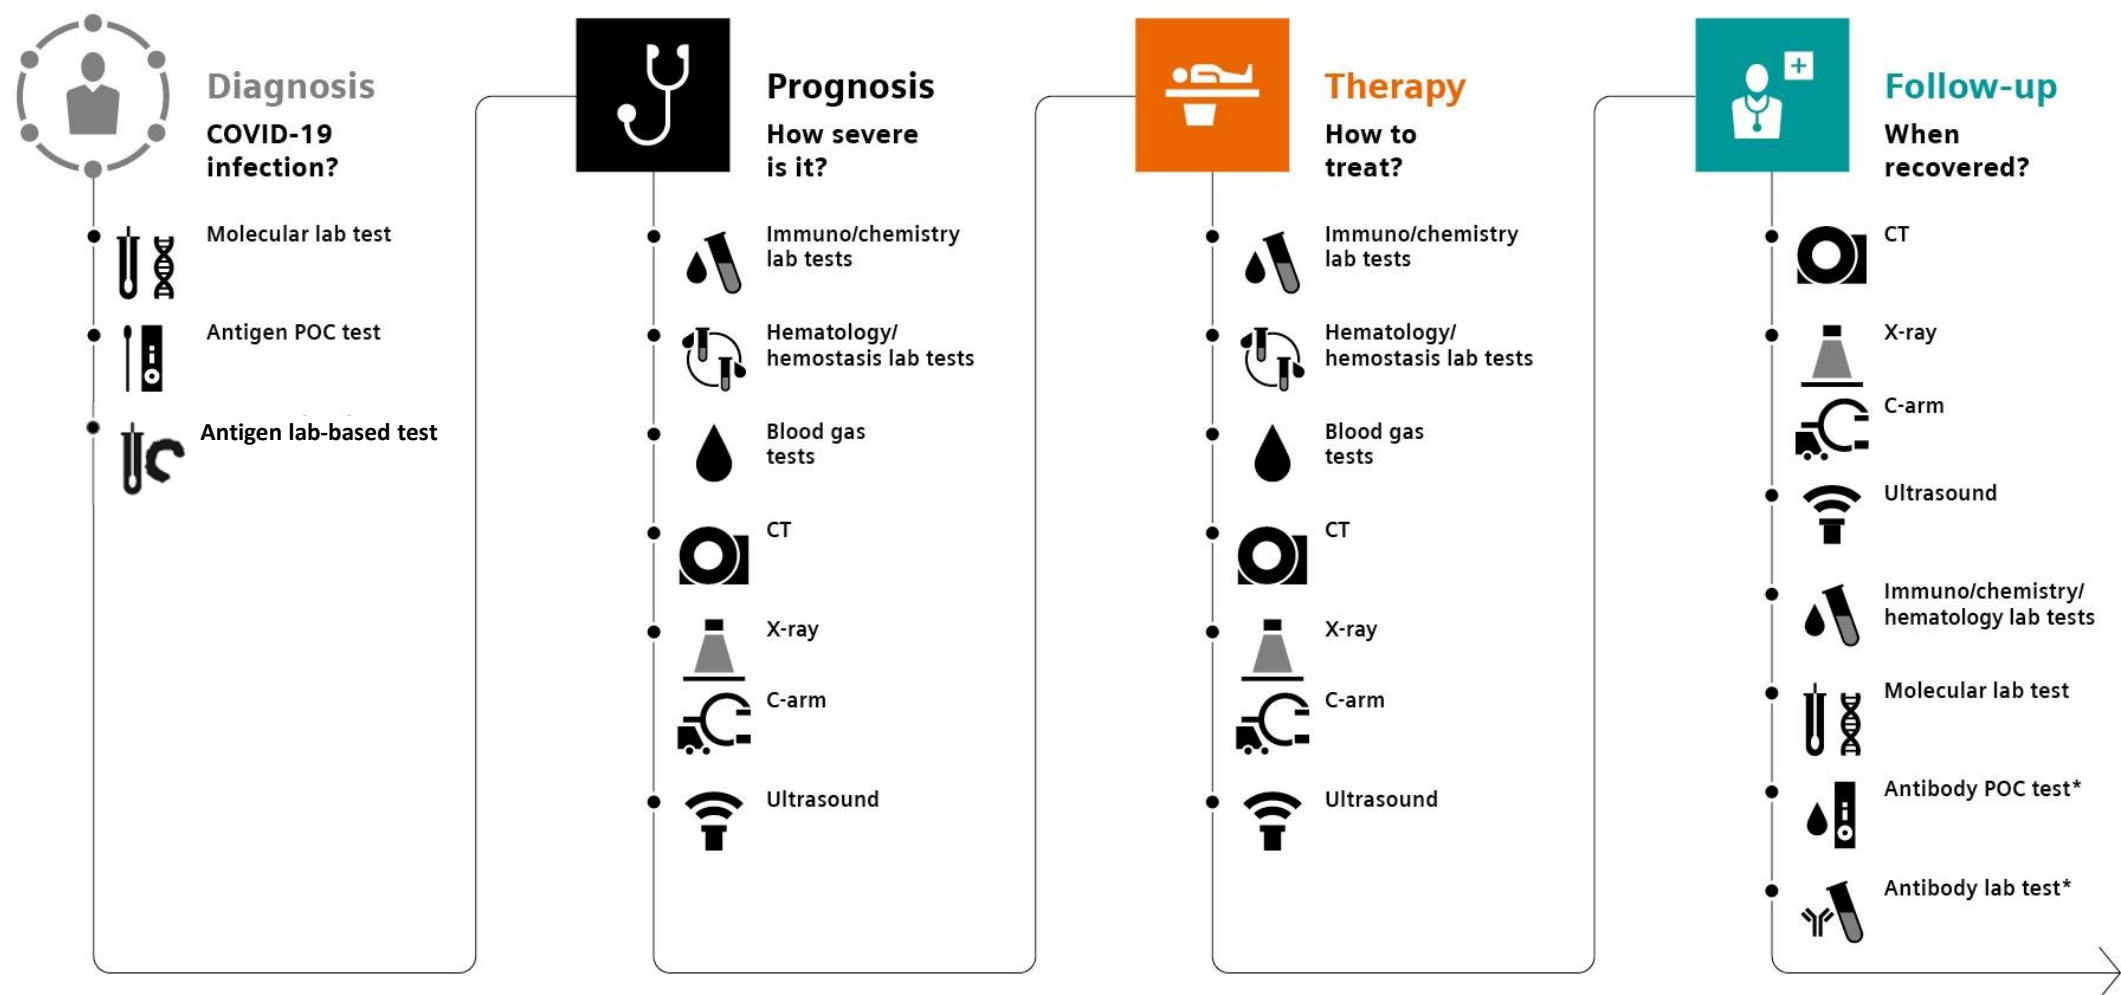 Diagnosis
COVID-19
infection?
Molecular lab test
Antigen POC test
Antigen lab-based test
Prognosis
How severe
is it?
Immuno/chemistry
lab tests
Hematology/
hemostasis lab tests
Blood gas
tests
CT
X-ray
C-arm
Ultrasound
Therapy
How to
treat?
Immuno/chemistry
lab tests
Hematology/
hemostasis lab tests
Blood gas
tests
CT
X-ray
C-arm
Ultrasound
Follow-up
When
recovered?
CT
X-ray
C-arm
Ultrasound
Immuno/chemistry/
hematology lab tests
Molecular lab test
Antibody POC test*
Antibody lab test*